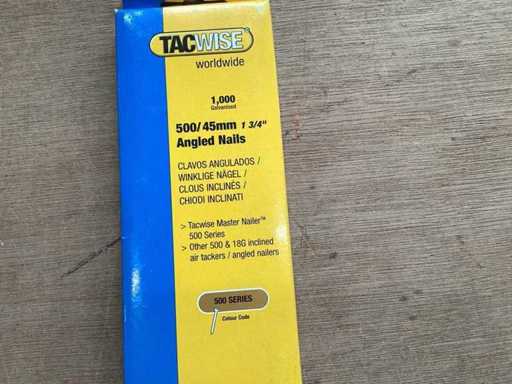 TACWISE®
worldwide
1,000
Galvanised
500/45mm 1 3/4"
Angled Nails
CLAVOS ANGULADOS /
WINKLIGE NÄGEL /
CLOUS INCLINÉS /
CHIODI INCLINATI
> Tacwise Master Nailer™
500 Series
> Other 500 & 18G inclined
air tackers / angled nailers
500 SERIES
Colour Code